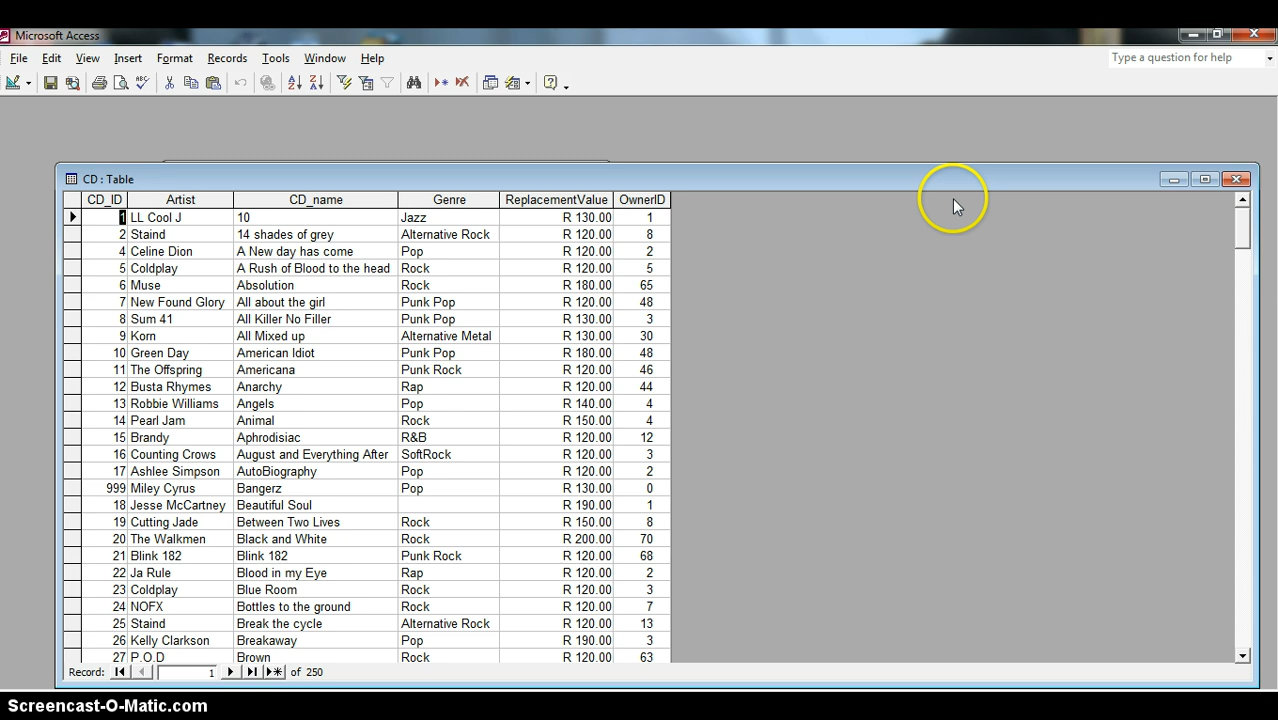 Microsoft Access
File Edit View Insert Format Records Tools Window Help Type a question for help
CD : Table
CD_ID Artist CD_name Genre ReplacementValue OwnerID
1 LL Cool J 10 Jazz R 130.00 1
2 Staind 14 shades of grey Alternative Rock R 120.00 8
4 Celine Dion A New day has come Pop R 120.00 2
5 Coldplay A Rush of Blood to the head Rock R 120.00 5
6 Muse Absolution Rock R 180.00 65
7 New Found Glory All about the girl Punk Pop R 120.00 48
8 Sum 41 All Killer No Filler Punk Pop R 130.00 3
9 Korn All Mixed up Alternative Metal R 130.00 30
10 Green Day American Idiot Punk Pop R 180.00 48
11 The Offspring Americana Punk Rock R 120.00 46
12 Busta Rhymes Anarchy Rap R 120.00 44
13 Robbie Williams Angels Pop R 140.00 4
14 Pearl Jam Animal Rock R 150.00 4
15 Brandy Aphrodisiac R&B R 120.00 12
16 Counting Crows August and Everything After SoftRock R 120.00 3
17 Ashlee Simpson AutoBiography Pop R 120.00 2
999 Miley Cyrus Bangerz Pop R 130.00 0
18 Jesse McCartney Beautiful Soul R 190.00 1
19 Cutting Jade Between Two Lives Rock R 150.00 8
20 The Walkmen Black and White Rock R 200.00 70
21 Blink 182 Blink 182 Punk Rock R 120.00 68
22 Ja Rule Blood in my Eye Rap R 120.00 2
23 Coldplay Blue Room Rock R 120.00 3
24 NOFX Bottles to the ground Rock R 120.00 7
25 Staind Break the cycle Alternative Rock R 120.00 13
26 Kelly Clarkson Breakaway Pop R 190.00 3
27 P.O.D Brown Rock R 120.00 63
Record: 1 of 250
Screencast-O-Matic.com